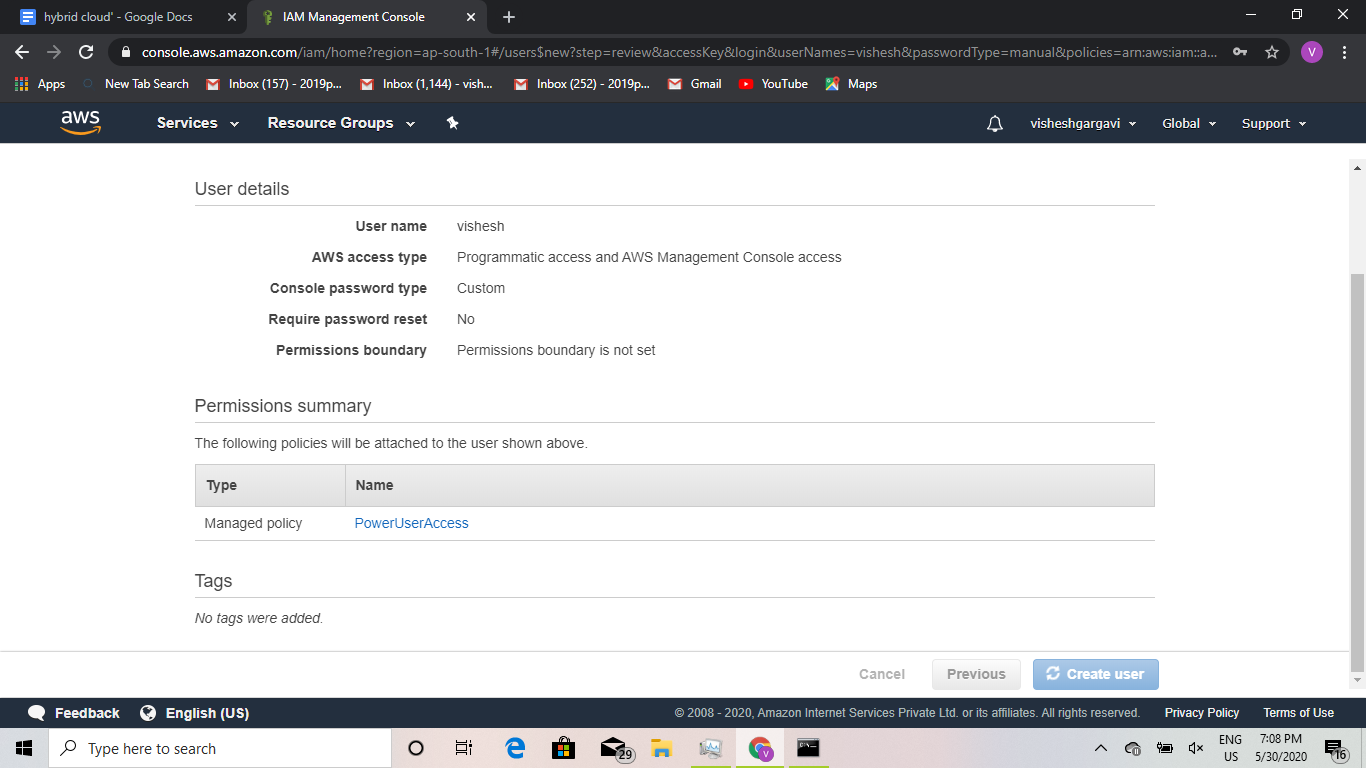 hybrid cloud' - Google Docs
IAM Management Console
console.aws.amazon.com/iam/home?region=ap-south-1#/users$new?step=review&accessKey&login&userNames=vishesh&passwordType=manual&policies=arn:aws:iam::a...
V
Apps
New Tab Search
Inbox (157) - 2019p...
Inbox (1,144) - vish...
Inbox (252) - 2019p...
Gmail
YouTube
Maps
aws
Services
Resource Groups
visheshgargavi
Global
Support
User details
User name vishesh
AWS access type Programmatic access and AWS Management Console access
Console password type Custom
Require password reset No
Permissions boundary Permissions boundary is not set
Permissions summary
The following policies will be attached to the user shown above.
Type Name
Managed policy PowerUserAccess
Tags
No tags were added.
Cancel Previous Create user
Feedback English (US)
© 2008 - 2020, Amazon Internet Services Private Ltd. or its affiliates. All rights reserved. Privacy Policy Terms of Use
Type here to search
29
V
ENG
US
7:08 PM
5/30/2020
16